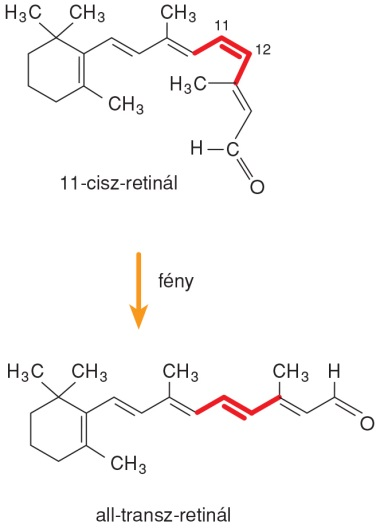 H₃C CH₃ CH₃
11
12
H₃C
CH₃
H C
O
11-cisz-retinál
fény
H₃C CH₃ CH₃ CH₃ H
O
CH₃
all-transz-retinál